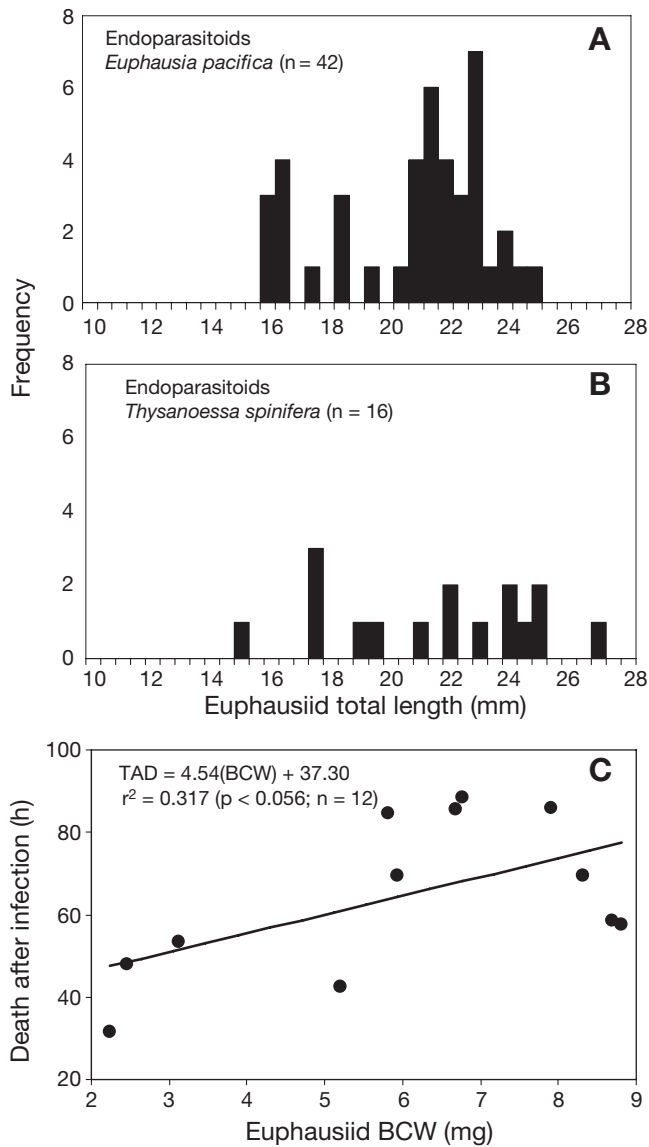 Frequency
8
6
4
2
0
Endoparasitoids
Euphausia pacifica (n = 42)
A
10 12 14 16 18 20 22 24 26 28
8
6
4
2
0
Endoparasitoids
Thysanoessa spinifera (n = 16)
B
10 12 14 16 18 20 22 24 26 28
Euphausiid total length (mm)
Death after infection (h)
100
80
60
40
20
TAD = 4.54(BCW) + 37.30
r² = 0.317 (p < 0.056; n = 12)
C
2 3 4 5 6 7 8 9
Euphausiid BCW (mg)